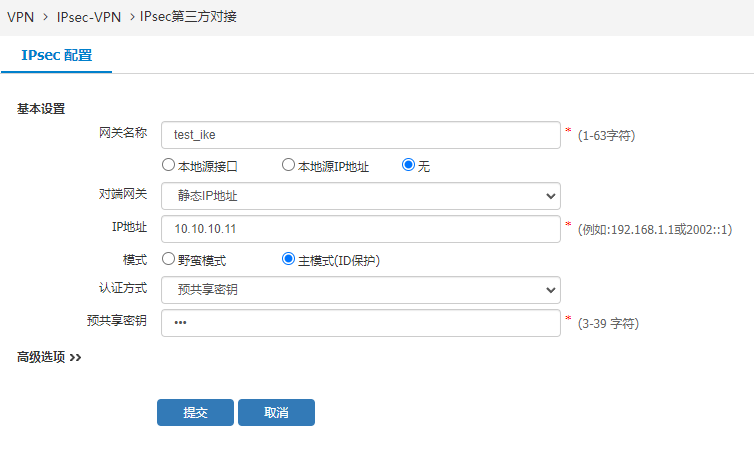 VPN > IPsec-VPN > IPsec第三方对接
IPsec 配置
基本设置
网关名称 test_ike * (1-63字符)
本地源接口 本地源IP地址 无
对端网关 静态IP地址
IP地址 10.10.10.11 * (例如:192.168.1.1或2002::1)
模式 野蛮模式 主模式(ID保护)
认证方式 预共享密钥
预共享密钥 ••• * (3-39 字符)
高级选项 >>
提交 取消